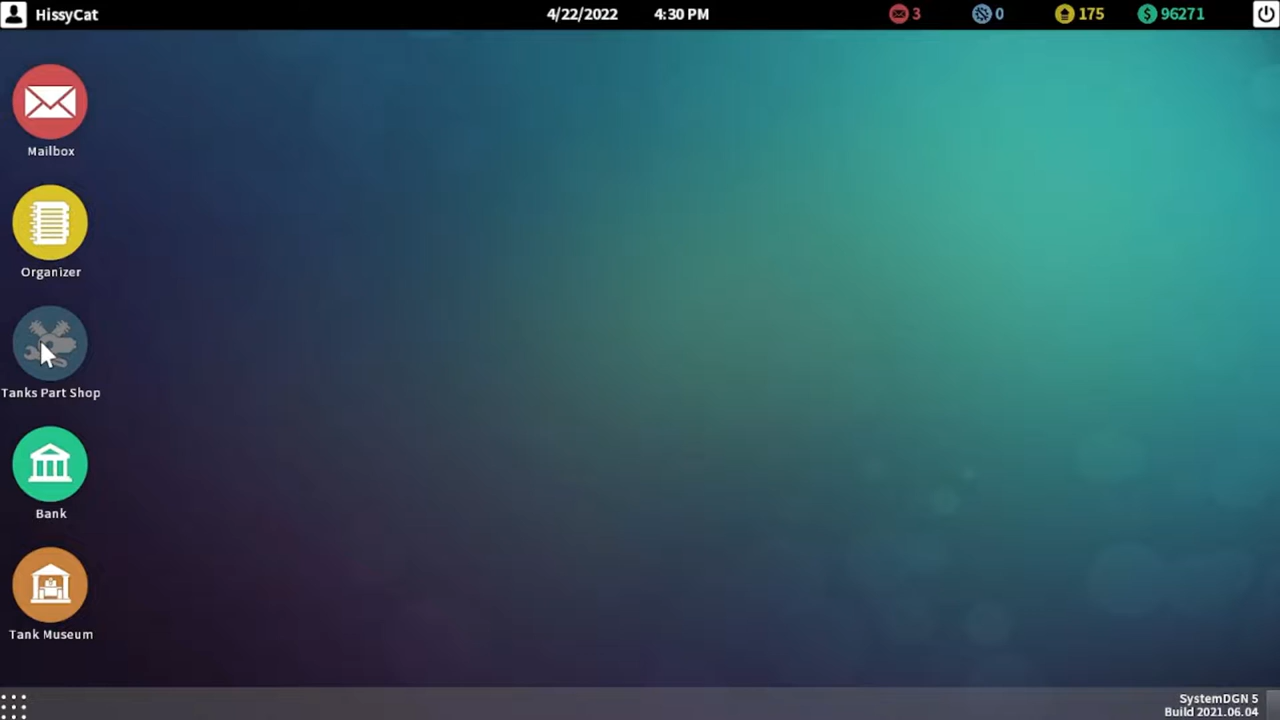 HissyCat 4/22/2022 4:30 PM 3 0 175 $ 96271
Mailbox
Organizer
Tanks Part Shop
Bank
Tank Museum
SystemDGN 5
Build 2021.06.04